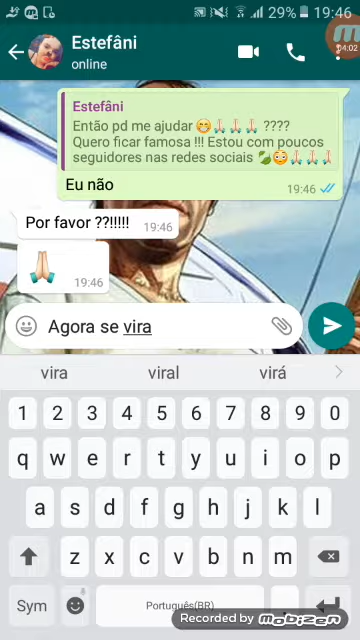 29% 19:46
Estefâni
online
04:02
Estefâni
Então pd me ajudar 😁🙏🏻🙏🏻🙏🏻 ????
Quero ficar famosa !!! Estou com poucos
seguidores nas redes sociais 😳🙏🏻🙏🏻🙏🏻
Eu não
19:46
Por favor ??!!!!!
19:46
🙏🏻
19:46
Agora se vira
vira viral virá
1 2 3 4 5 6 7 8 9 0
q w e r t y u i o p
a s d f g h j k l
z x c v b n m
Sym Português(BR) , .
Recorded by mobizen